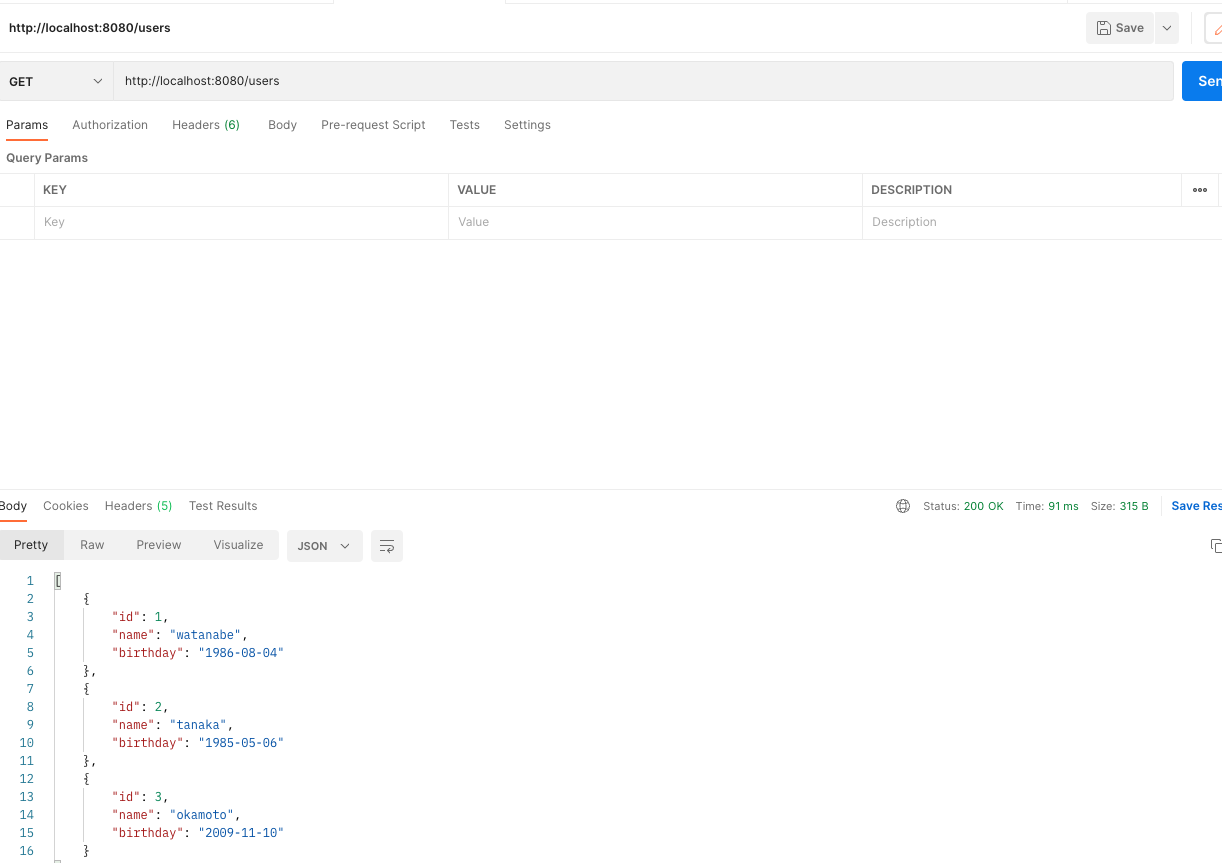 http://localhost:8080/users
Save
GET
http://localhost:8080/users
Sen
Params Authorization Headers (6) Body Pre-request Script Tests Settings
Query Params
KEY VALUE DESCRIPTION
Key Value Description
Body Cookies Headers (5) Test Results
Status: 200 OK Time: 91 ms Size: 315 B Save Res
Pretty Raw Preview Visualize JSON
1 [
2 {
3 "id": 1,
4 "name": "watanabe",
5 "birthday": "1986-08-04"
6 },
7 {
8 "id": 2,
9 "name": "tanaka",
10 "birthday": "1985-05-06"
11 },
12 {
13 "id": 3,
14 "name": "okamoto",
15 "birthday": "2009-11-10"
16 }